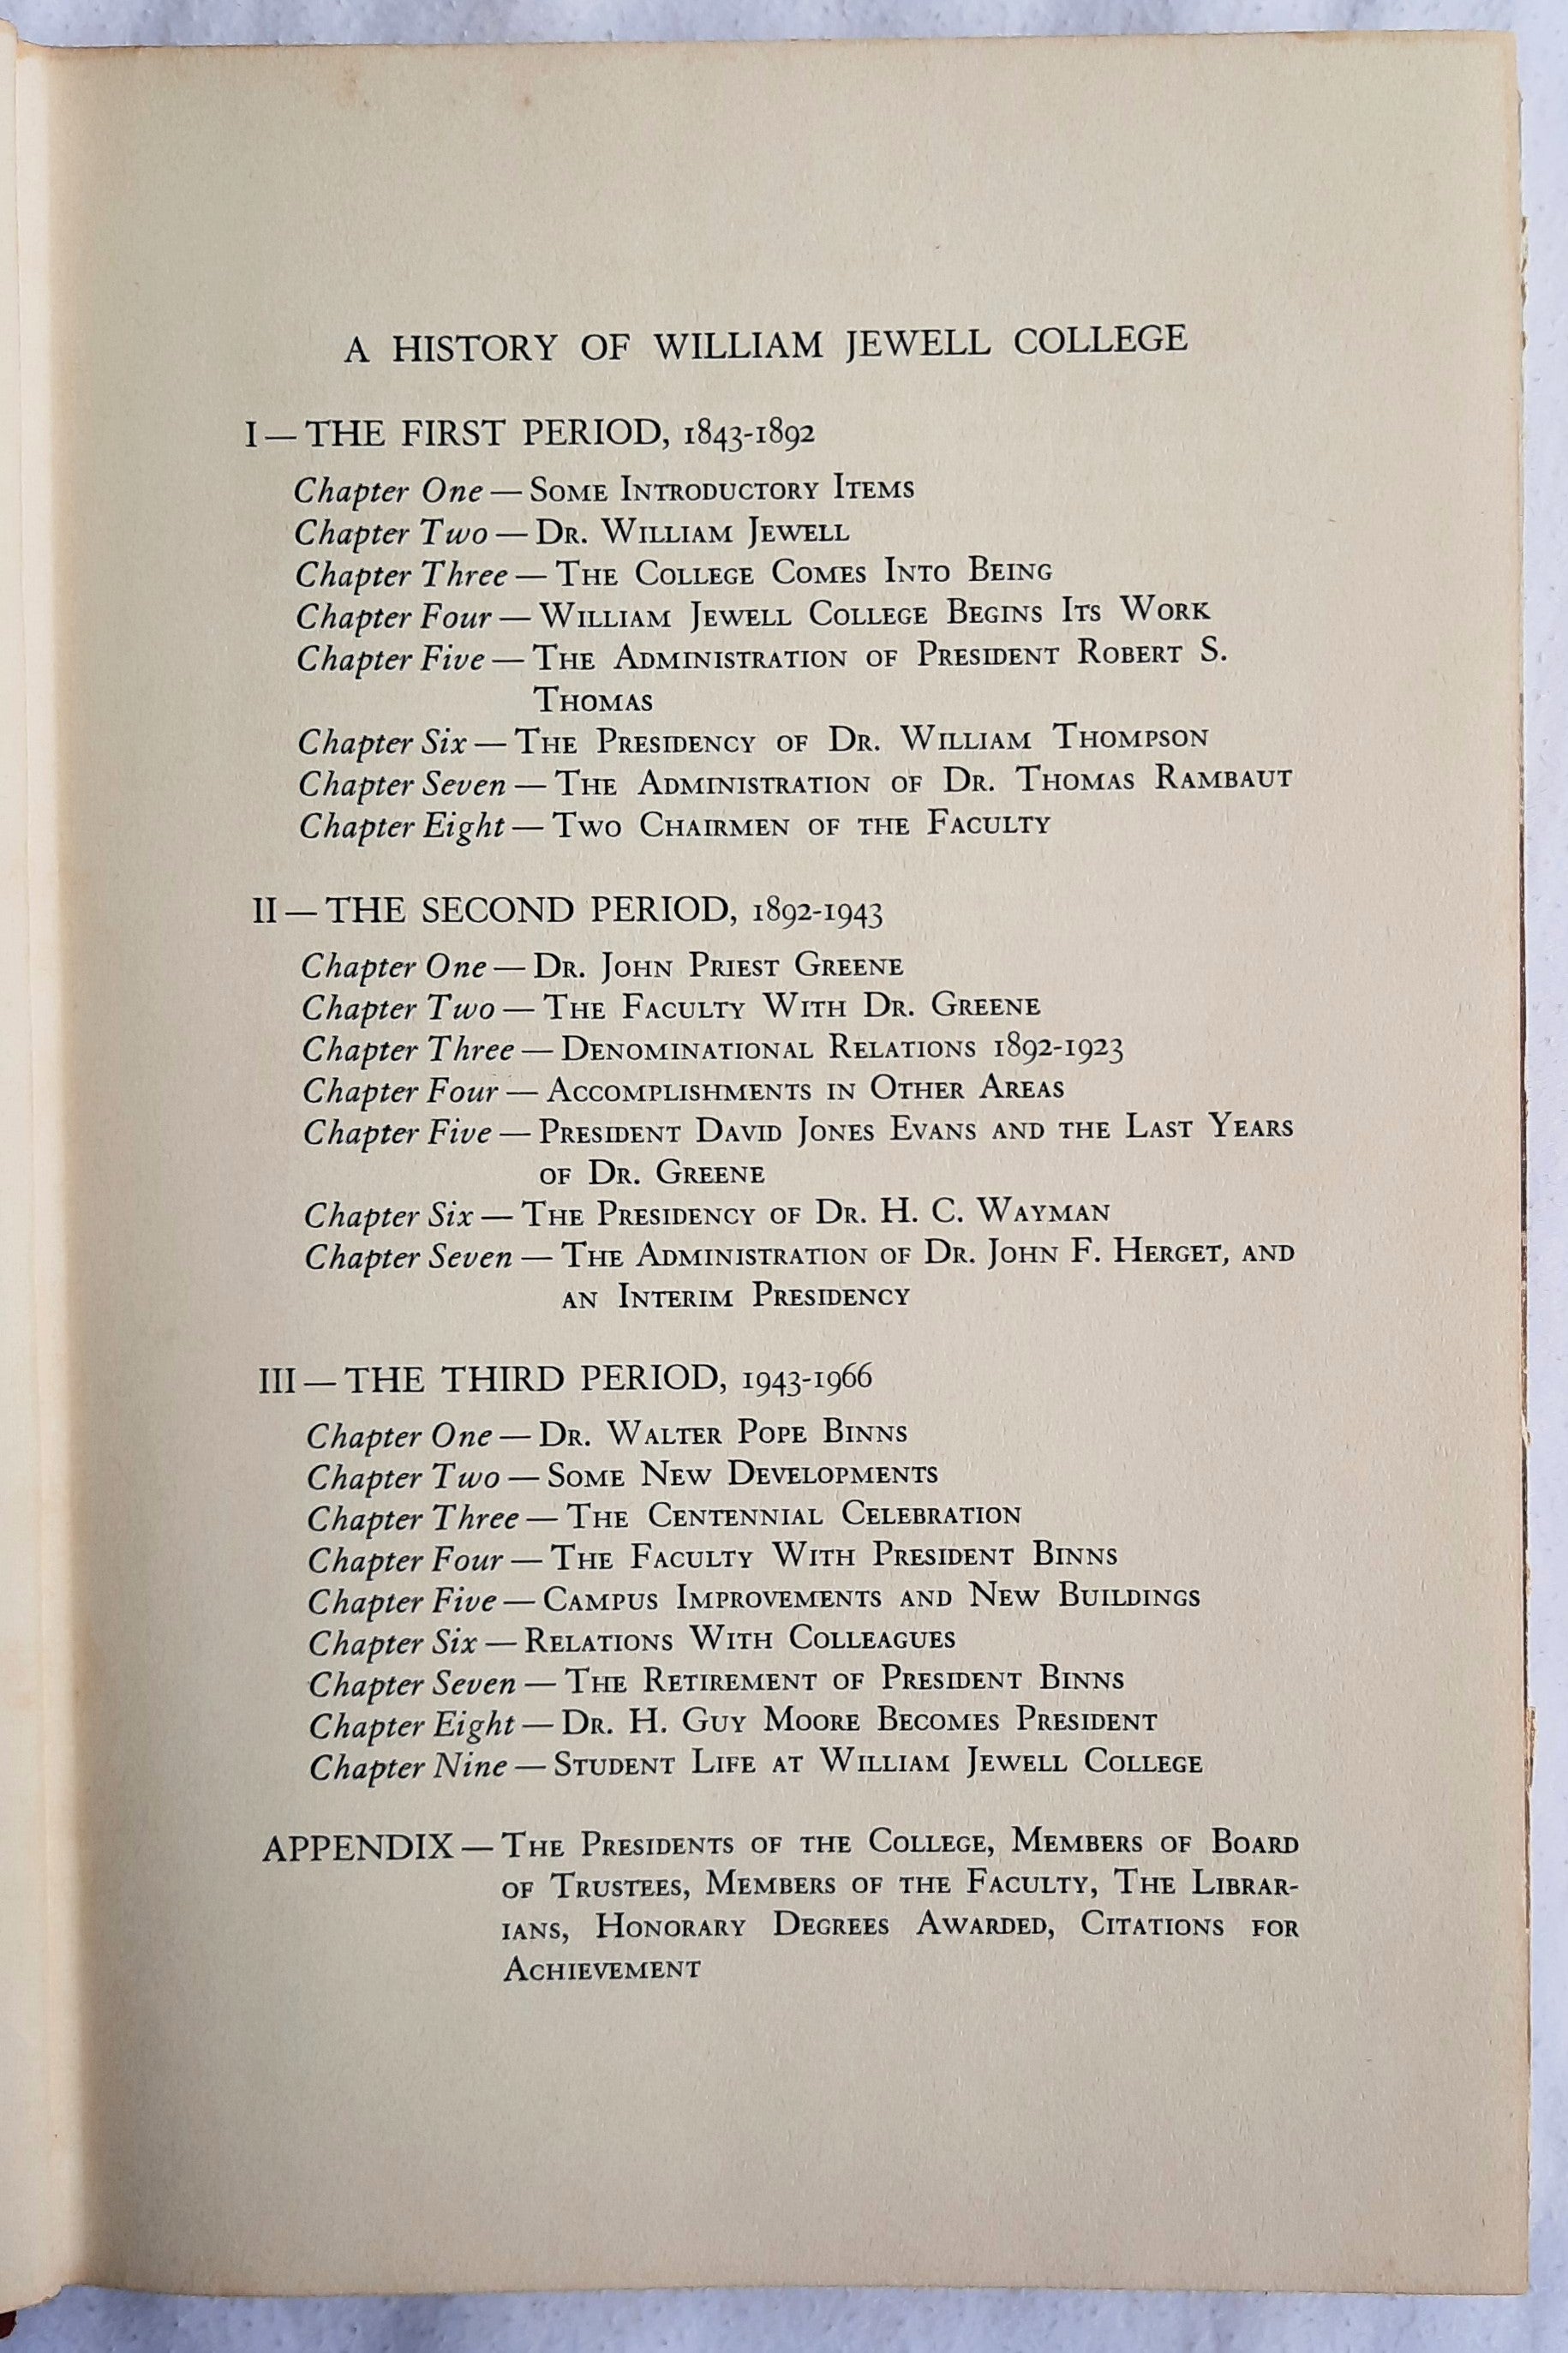 A HISTORY OF WILLIAM JEWELL COLLEGE
I — THE FIRST PERIOD, 1843-1892
Chapter One — Some Introductory Items
Chapter Two — Dr. William Jewell
Chapter Three — The College Comes Into Being
Chapter Four — William Jewell College Begins Its Work
Chapter Five — The Administration of President Robert S.
Thomas
Chapter Six — The Presidency of Dr. William Thompson
Chapter Seven — The Administration of Dr. Thomas Rambaut
Chapter Eight — Two Chairmen of the Faculty
II — THE SECOND PERIOD, 1892-1943
Chapter One — Dr. John Priest Greene
Chapter Two — The Faculty With Dr. Greene
Chapter Three — Denominational Relations 1892-1923
Chapter Four — Accomplishments in Other Areas
Chapter Five — President David Jones Evans and the Last Years
of Dr. Greene
Chapter Six — The Presidency of Dr. H. C. Wayman
Chapter Seven — The Administration of Dr. John F. Herget, and
an Interim Presidency
III — THE THIRD PERIOD, 1943-1966
Chapter One — Dr. Walter Pope Binns
Chapter Two — Some New Developments
Chapter Three — The Centennial Celebration
Chapter Four — The Faculty With President Binns
Chapter Five — Campus Improvements and New Buildings
Chapter Six — Relations With Colleagues
Chapter Seven — The Retirement of President Binns
Chapter Eight — Dr. H. Guy Moore Becomes President
Chapter Nine — Student Life at William Jewell College
APPENDIX — The Presidents of the College, Members of Board
of Trustees, Members of the Faculty, The Librar-
ians, Honorary Degrees Awarded, Citations for
Achievement